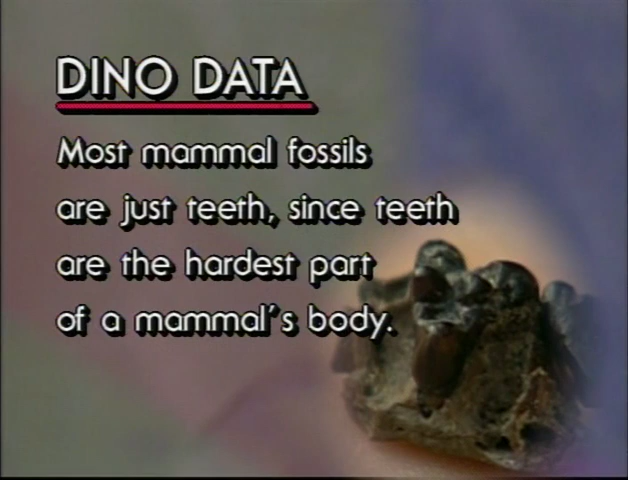 DINO DATA
Most mammal fossils
are just teeth, since teeth
are the hardest part
of a mammal's body.